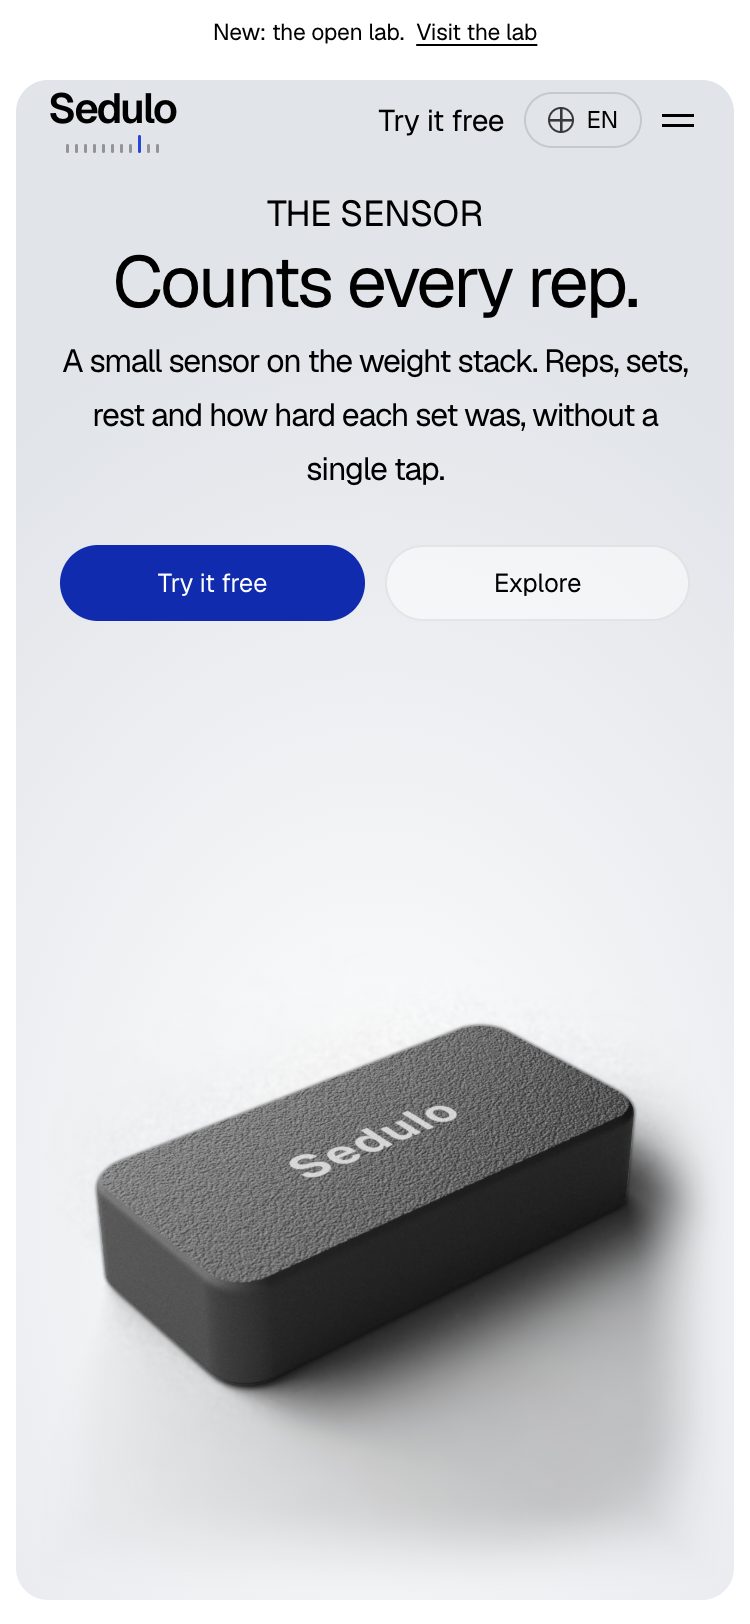 New: the open lab. Visit the lab
Sedulo
Try it free
EN
THE SENSOR
Counts every rep.
A small sensor on the weight stack. Reps, sets,
rest and how hard each set was, without a
single tap.
Try it free
Explore
Sedulo